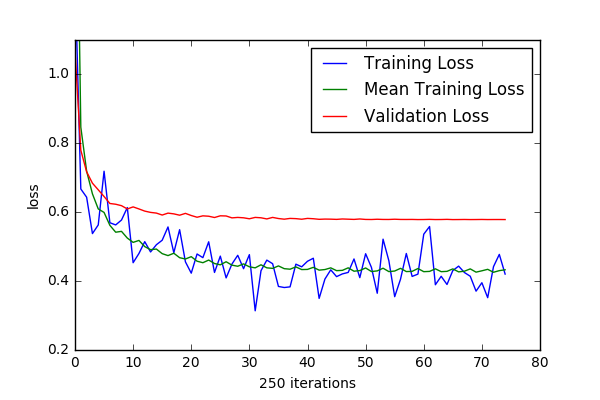 Training Loss
Mean Training Loss
Validation Loss
1.0
0.8
0.6
0.4
0.2
loss
0 10 20 30 40 50 60 70 80
250 iterations